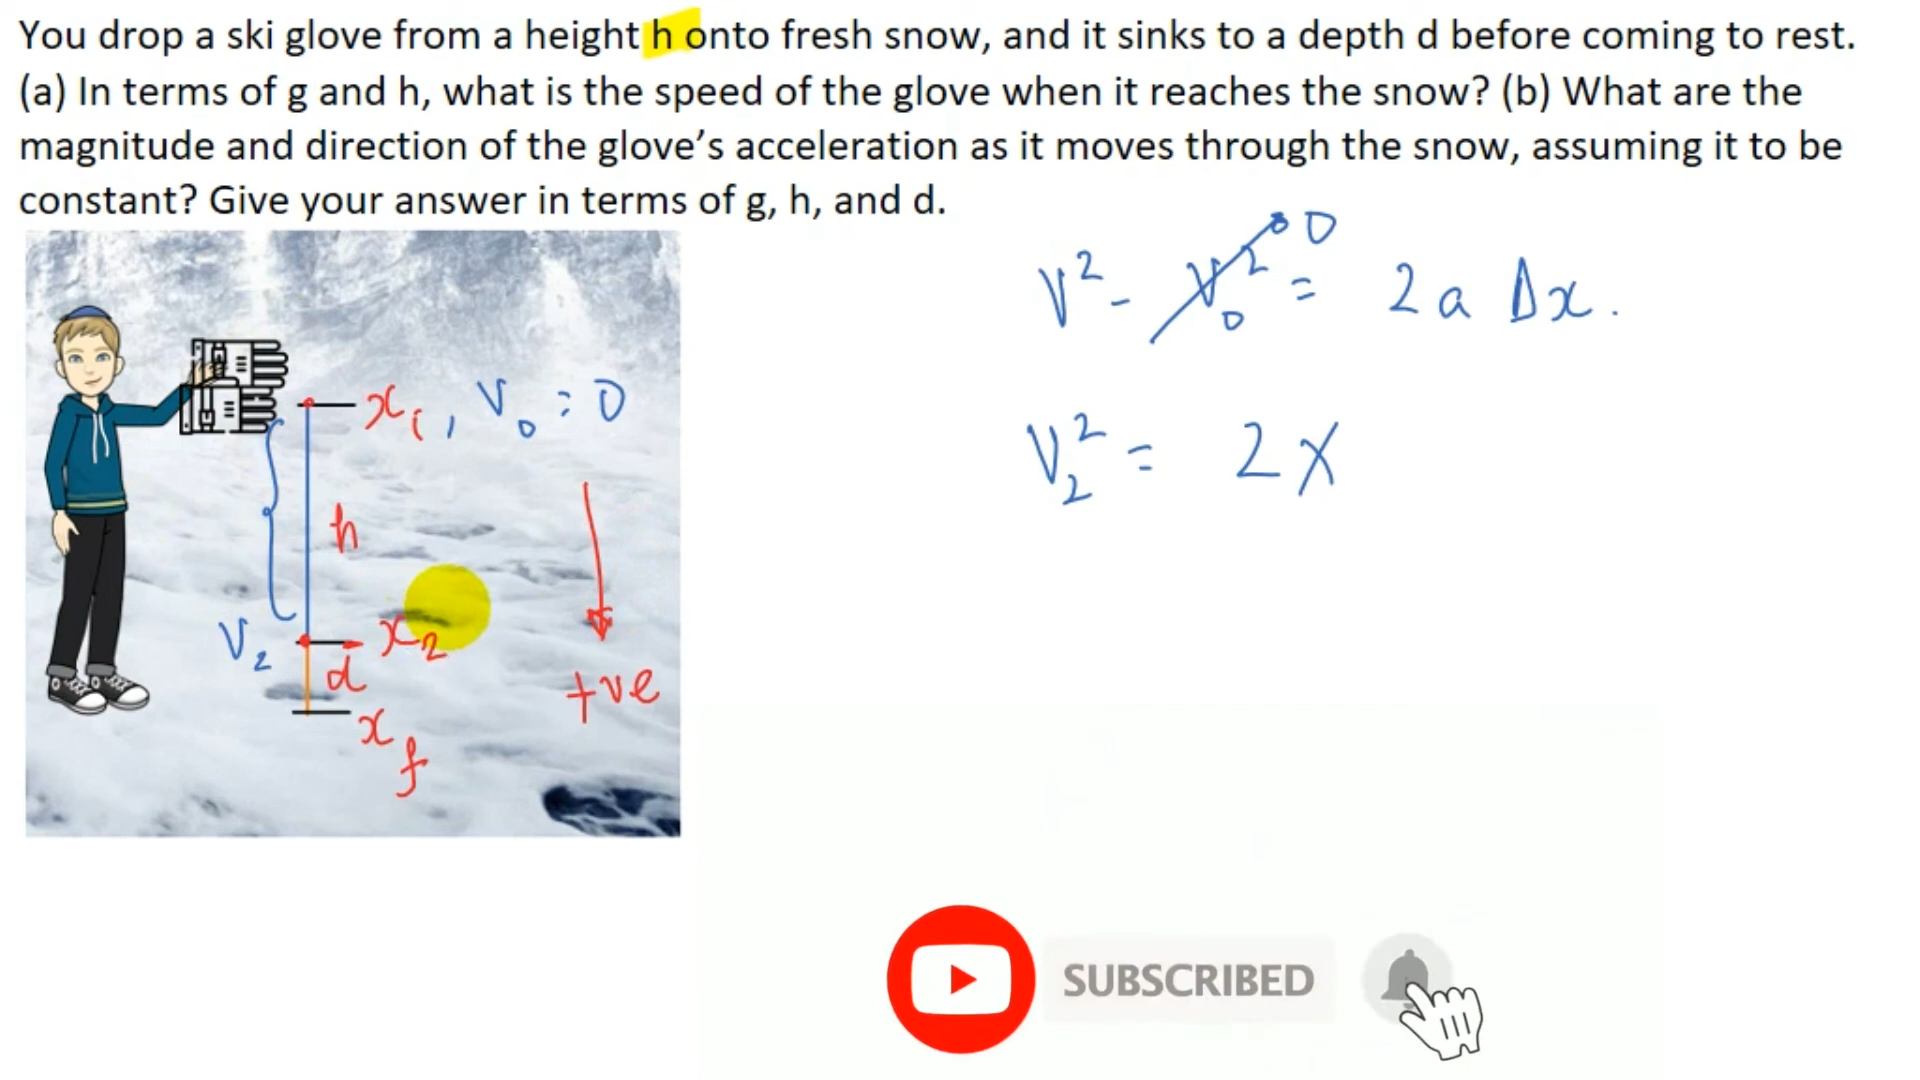 You drop a ski glove from a height h onto fresh snow, and it sinks to a depth d before coming to rest.
(a) In terms of g and h, what is the speed of the glove when it reaches the snow? (b) What are the
magnitude and direction of the glove’s acceleration as it moves through the snow, assuming it to be
constant? Give your answer in terms of g, h, and d.
V² - V₀² = 2 a Δx.
0
xᵢ, V₀ = 0
V₂² = 2 x
h
V₂
x₂
d
+ve
x_f
SUBSCRIBED